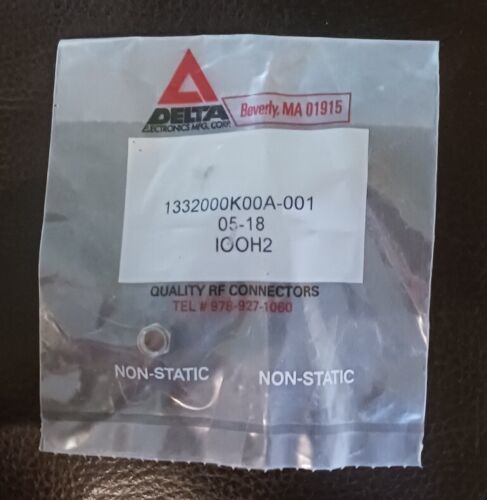 DELTA
ELECTRONICS MFG. CORP.
Beverly, MA 01915
1332000K00A-001
05-18
IOOH2
QUALITY RF CONNECTORS
TEL # 978-927-1060
NON-STATIC
NON-STATIC